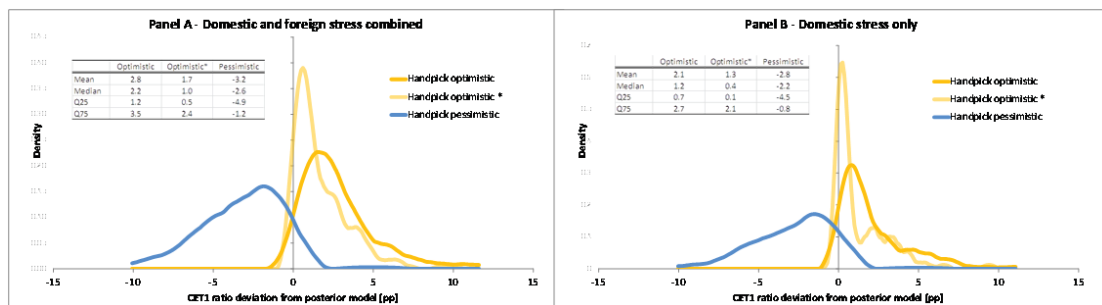 Panel A - Domestic and foreign stress combined
Optimistic Optimistic* Pessimistic
Mean 2.8 1.7 -3.2
Median 2.2 1.0 -2.6
Q25 1.2 0.5 -4.9
Q75 3.5 2.4 -1.2
Handpick optimistic
Handpick optimistic *
Handpick pessimistic
Density
-15 -10 -5 0 5 10 15
CET1 ratio deviation from posterior model [pp]
Panel B - Domestic stress only
Optimistic Optimistic* Pessimistic
Mean 2.1 1.3 -2.8
Median 1.2 0.4 -2.2
Q25 0.7 0.1 -4.5
Q75 2.7 2.1 -0.8
Handpick optimistic
Handpick optimistic *
Handpick pessimistic
Density
-15 -10 -5 0 5 10 15
CET1 ratio deviation from posterior model [pp]